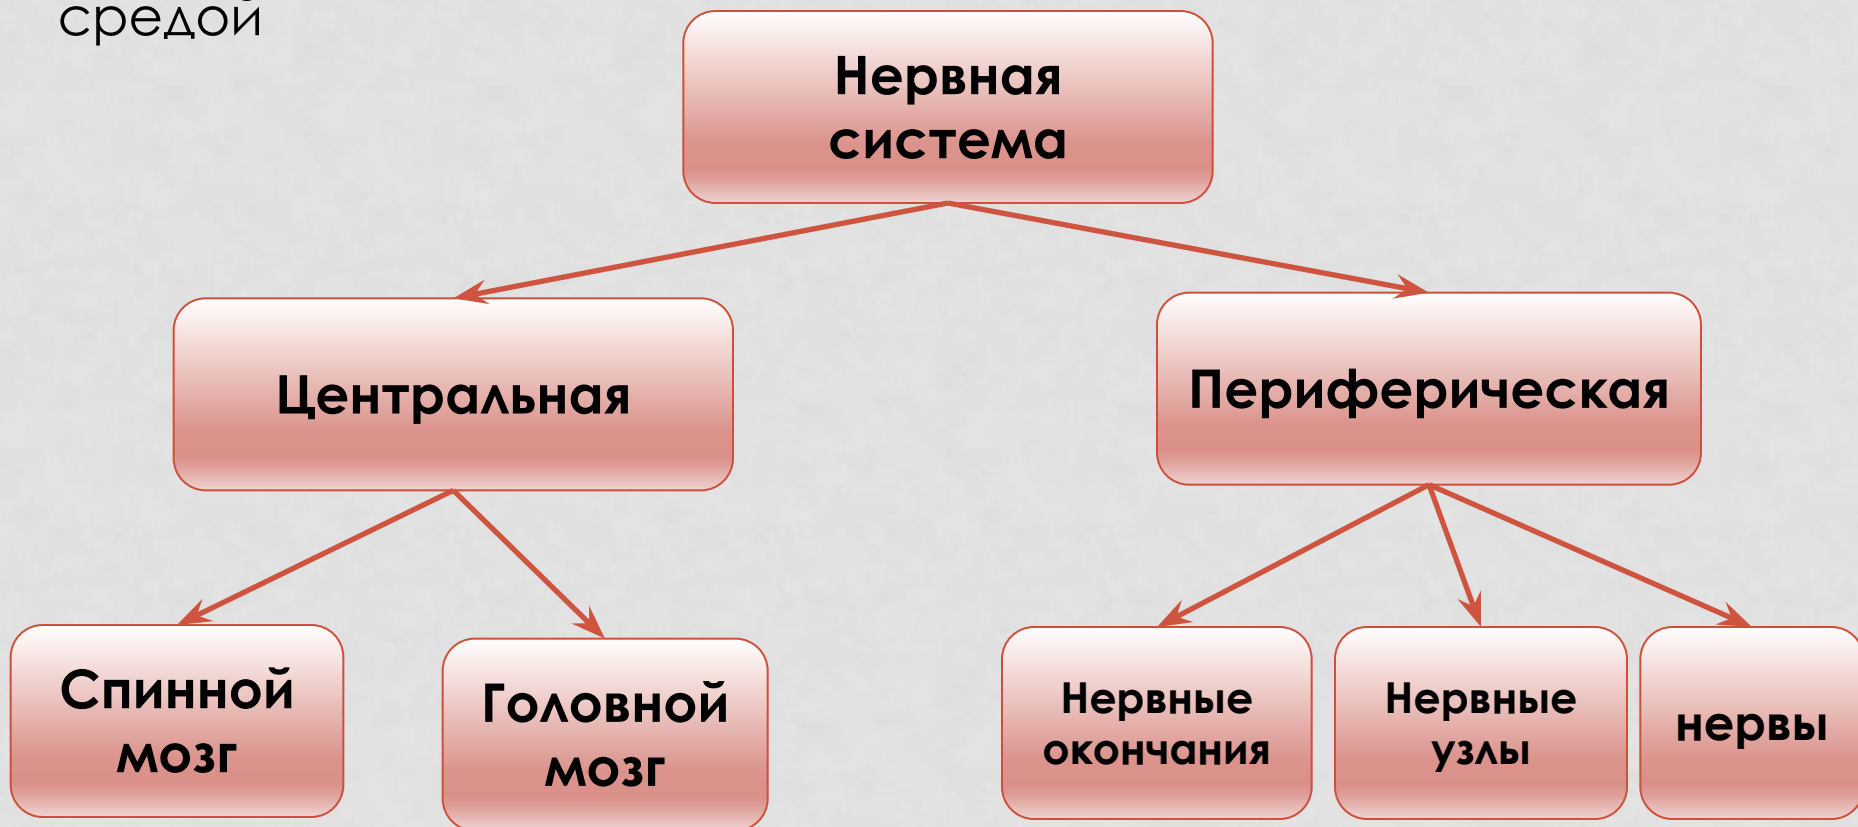 средой
Нервная
система
Центральная
Периферическая
Спинной
мозг
Головной
мозг
Нервные
окончания
Нервные
узлы
нервы